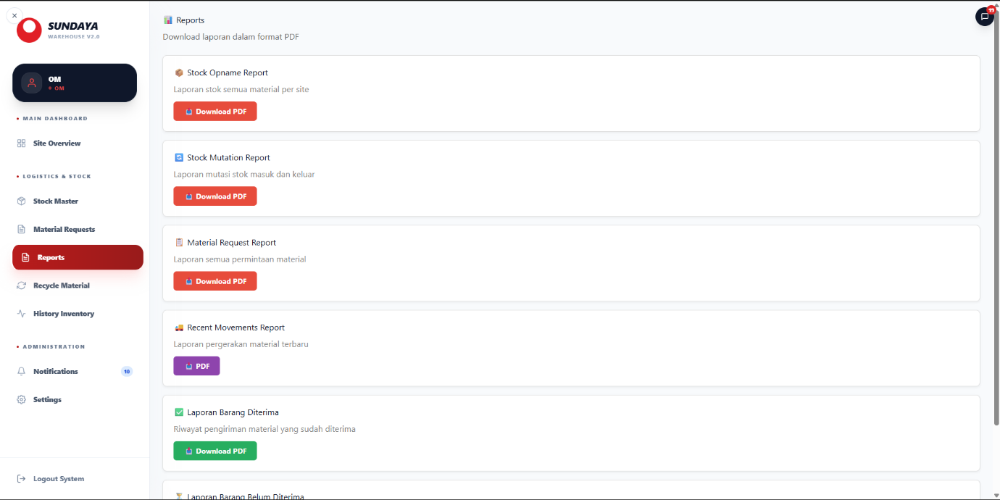 SUNDAYA
WAREHOUSE V2.0
OM
OM
MAIN DASHBOARD
Site Overview
LOGISTICS & STOCK
Stock Master
Material Requests
Reports
Recycle Material
History Inventory
ADMINISTRATION
Notifications 10
Settings
Logout System
19
Reports
Download laporan dalam format PDF
Stock Opname Report
Laporan stok semua material per site
Download PDF
Stock Mutation Report
Laporan mutasi stok masuk dan keluar
Download PDF
Material Request Report
Laporan semua permintaan material
Download PDF
Recent Movements Report
Laporan pergerakan material terbaru
PDF
Laporan Barang Diterima
Riwayat pengiriman material yang sudah diterima
Download PDF
Laporan Barang Belum Diterima